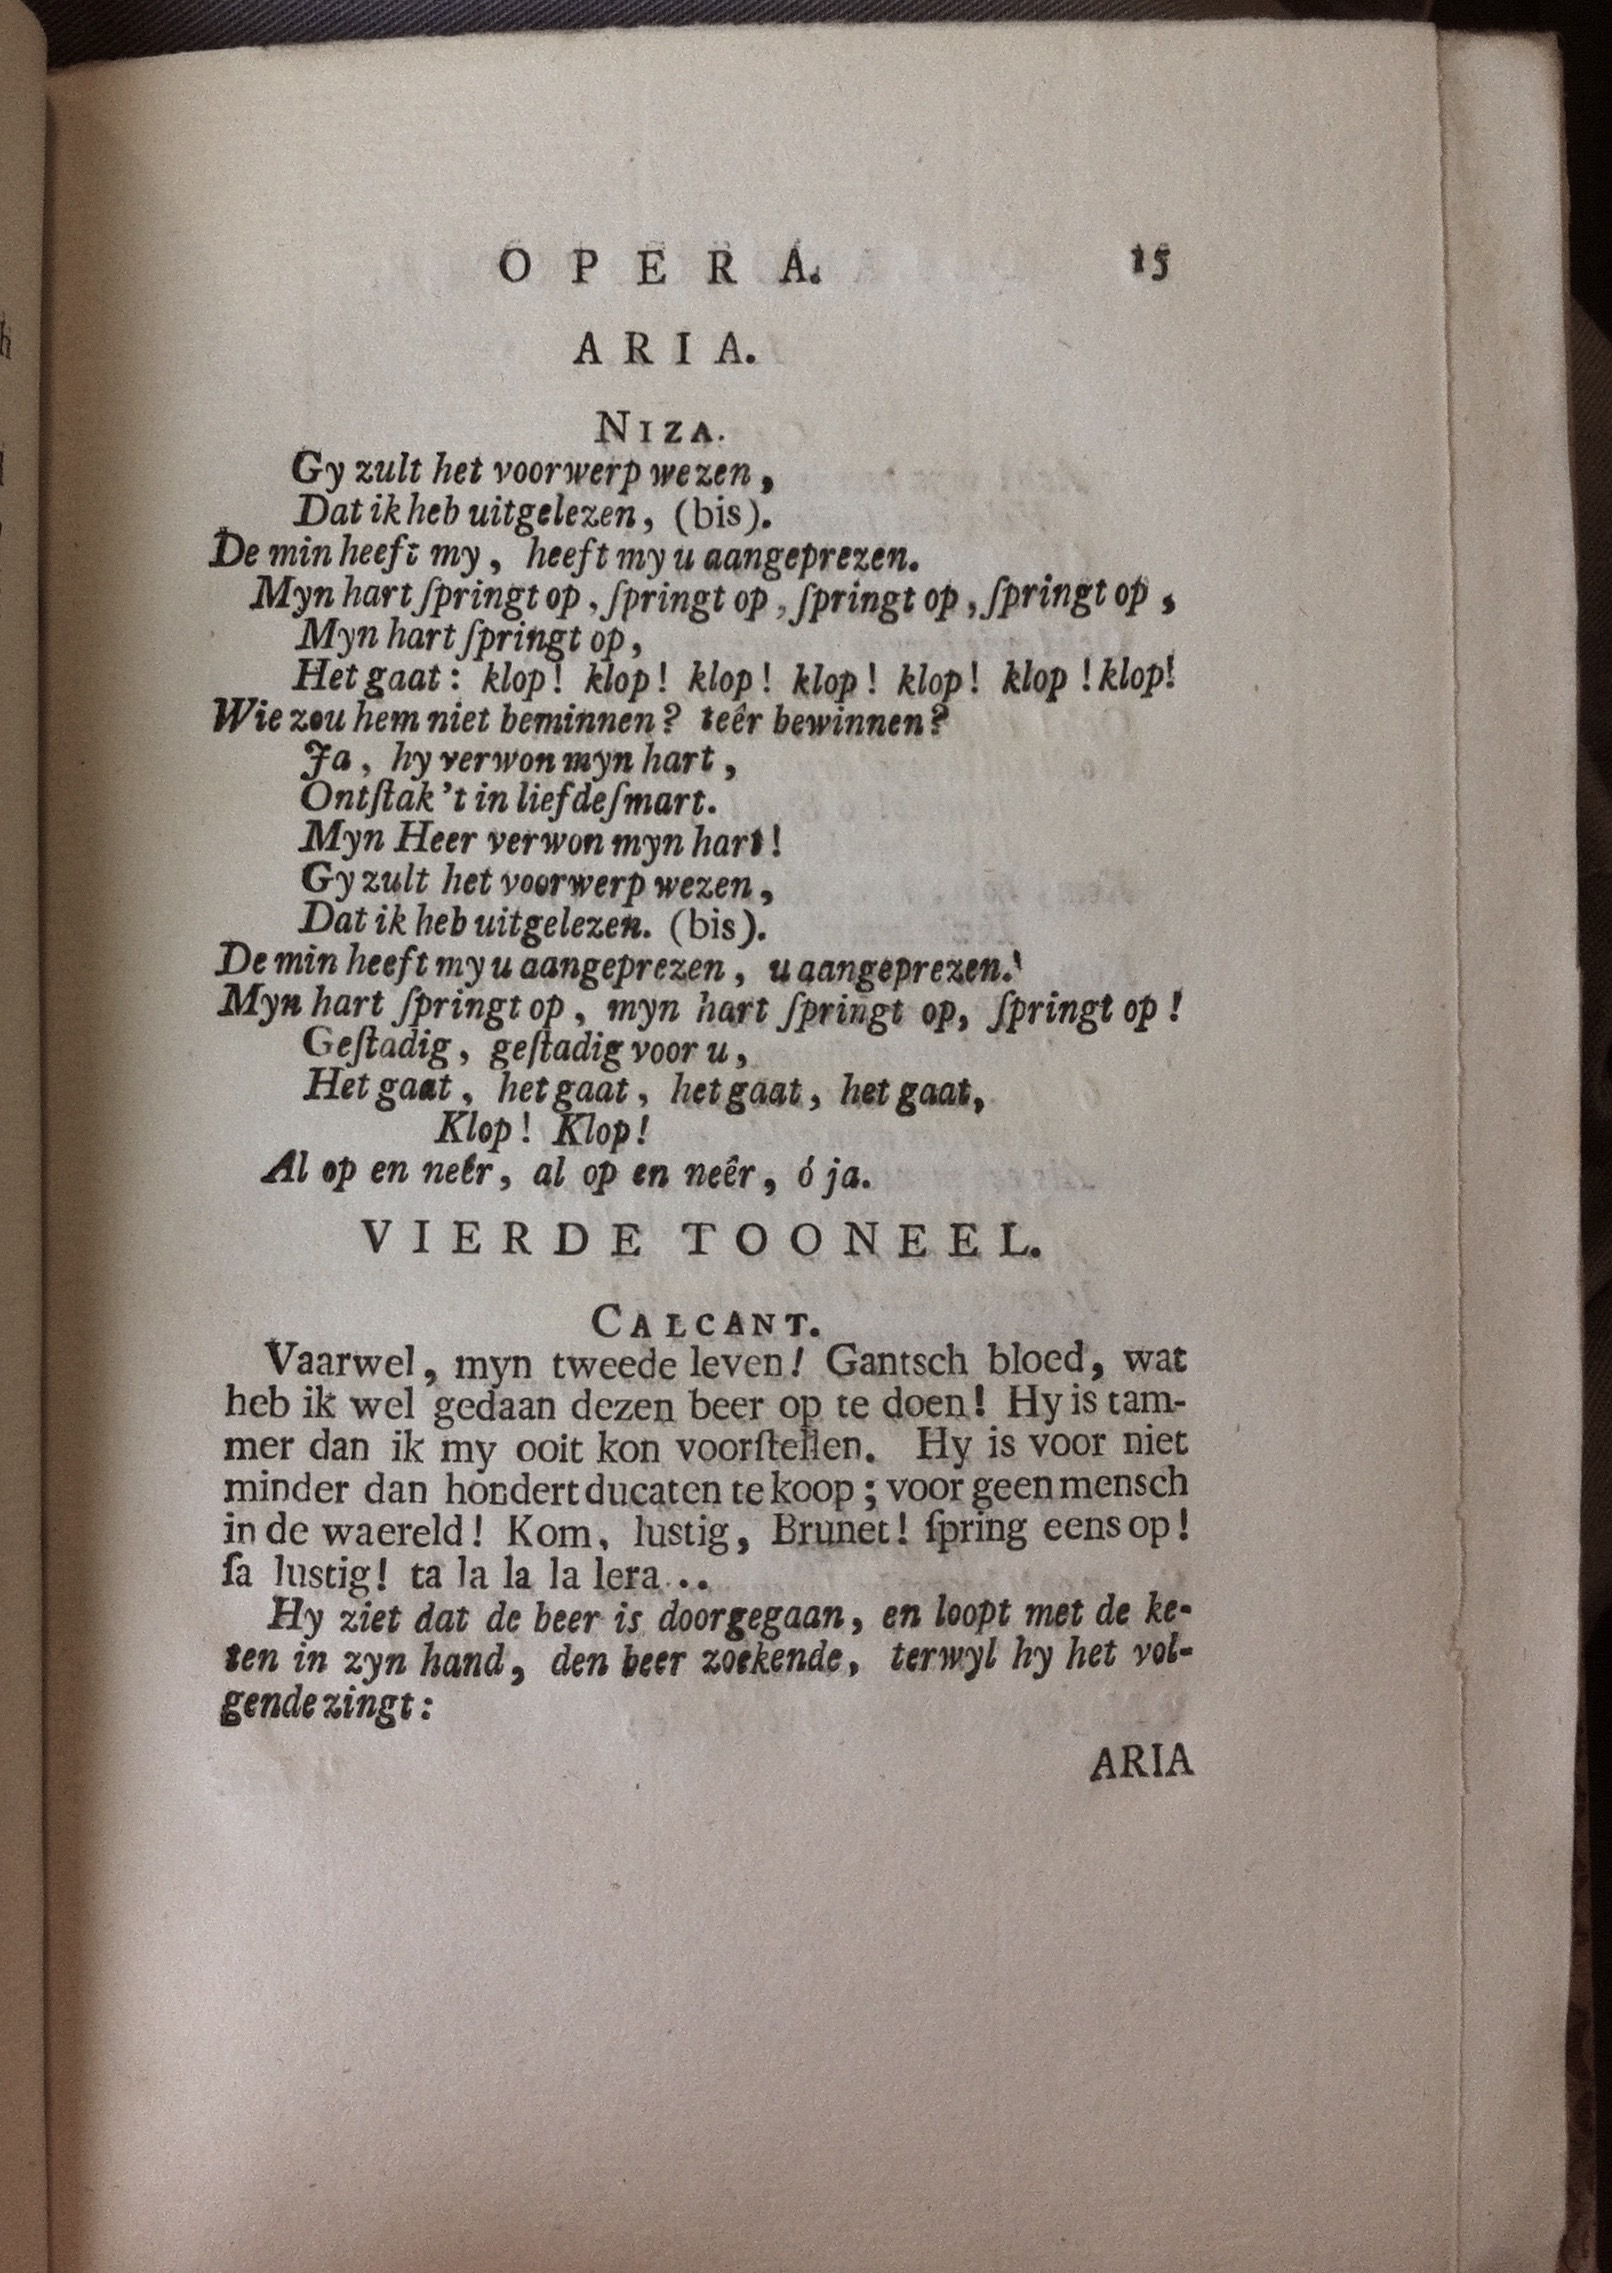 OPERA. 15
ARIA.
NIZA.
Gy zult het voorwerp wezen,
Dat ik heb uitgelezen, (bis).
De min heeft my, heeft my u aangeprezen.
Myn hart ſpringt op, ſpringt op, ſpringt op, ſpringt op,
Myn hart ſpringt op,
Het gaat: klop! klop! klop! klop! klop! klop! klop!
Wie zou hem niet beminnen? teêr bewinnen?
Ja, hy verwon myn hart,
Ontſtak 't in liefdeſmart.
Myn Heer verwon myn hart!
Gy zult het voorwerp wezen,
Dat ik heb uitgelezen. (bis).
De min heeft my u aangeprezen, u aangeprezen.
Myn hart ſpringt op, myn hart ſpringt op, ſpringt op!
Geſtadig, geſtadig voor u,
Het gaat, het gaat, het gaat, het gaat,
Klop! Klop!
Al op en neêr, al op en neêr, ó ja.
VIERDE TOONEEL.
CALCANT.
Vaarwel, myn tweede leven! Gantsch bloed, wat
heb ik wel gedaan dezen beer op te doen! Hy is tam-
mer dan ik my ooit kon voorſtellen. Hy is voor niet
minder dan hondert ducaten te koop; voor geen mensch
in de waereld! Kom, lustig, Brunet! ſpring eens op!
ſa lustig! ta la la la lera...
Hy ziet dat de beer is doorgegaan, en loopt met de ke-
ten in zyn hand, den beer zoekende, terwyl hy het vol-
gende zingt:
ARIA